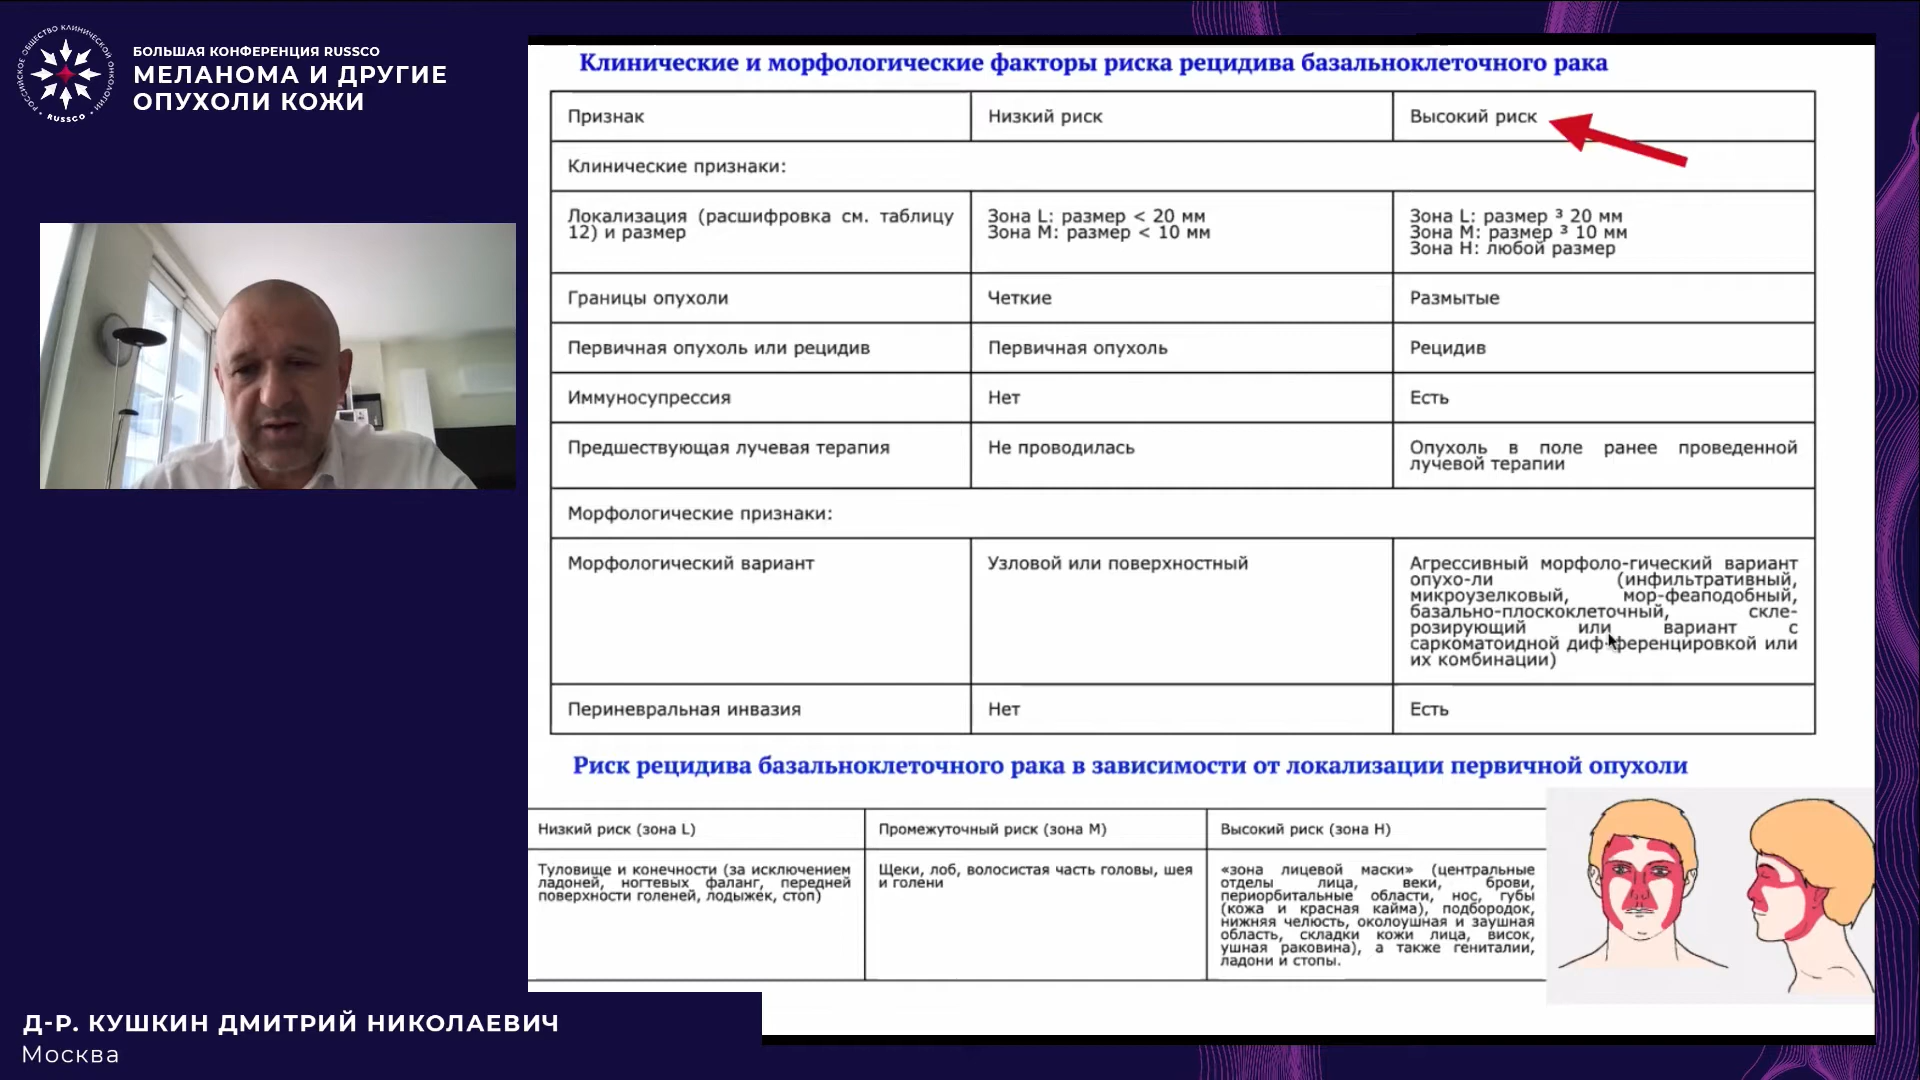 РОССИЙСКОЕ ОБЩЕСТВО КЛИНИЧЕСКОЙ ОНКОЛОГИИ
• RUSSCO •
БОЛЬШАЯ КОНФЕРЕНЦИЯ RUSSCO
МЕЛАНОМА И ДРУГИЕ
ОПУХОЛИ КОЖИ
Клинические и морфологические факторы риска рецидива базальноклеточного рака
Признак
Низкий риск
Высокий риск
Клинические признаки:
Локализация (расшифровка см. таблицу
12) и размер
Зона L: размер < 20 мм
Зона M: размер < 10 мм
Зона L: размер ³ 20 мм
Зона M: размер ³ 10 мм
Зона H: любой размер
Границы опухоли
Четкие
Размытые
Первичная опухоль или рецидив
Первичная опухоль
Рецидив
Иммуносупрессия
Нет
Есть
Предшествующая лучевая терапия
Не проводилась
Опухоль в поле ранее проведенной
лучевой терапии
Морфологические признаки:
Морфологический вариант
Узловой или поверхностный
Агрессивный морфоло-гический вариант
опухо-ли (инфильтративный,
микроузелковый, мор-феаподобный,
базально-плоскоклеточный, скле-
розирующий или вариант с
саркоматоидной диф-ференцировкой или
их комбинации)
Периневральная инвазия
Нет
Есть
Риск рецидива базальноклеточного рака в зависимости от локализации первичной опухоли
Низкий риск (зона L)
Промежуточный риск (зона M)
Высокий риск (зона H)
Туловище и конечности (за исключением
ладоней, ногтевых фаланг, передней
поверхности голеней, лодыжек, стоп)
Щеки, лоб, волосистая часть головы, шея
и голени
«зона лицевой маски» (центральные
отделы лица, веки, брови,
периорбитальные области, нос, губы
(кожа и красная кайма), подбородок,
нижняя челюсть, околоушная и заушная
область, складки кожи лица, висок,
ушная раковина), а также гениталии,
ладони и стопы.
Д-Р. КУШКИН ДМИТРИЙ НИКОЛАЕВИЧ
Москва